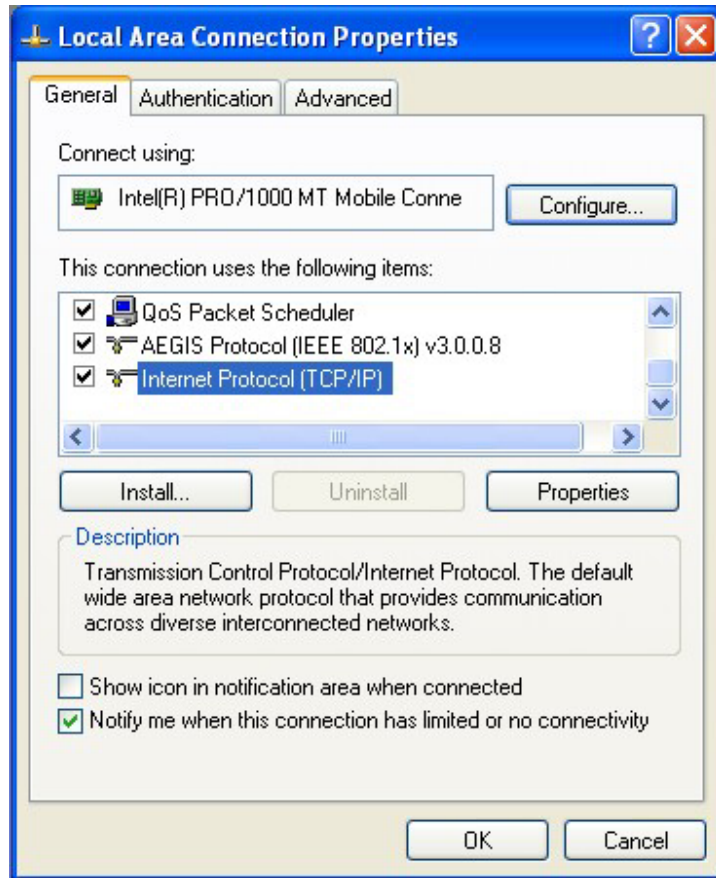 Local Area Connection Properties
General Authentication Advanced
Connect using:
Intel(R) PRO/1000 MT Mobile Conne
Configure...
This connection uses the following items:
QoS Packet Scheduler
AEGIS Protocol (IEEE 802.1x) v3.0.0.8
Internet Protocol (TCP/IP)
Install... Uninstall Properties
Description
Transmission Control Protocol/Internet Protocol. The default
wide area network protocol that provides communication
across diverse interconnected networks.
Show icon in notification area when connected
Notify me when this connection has limited or no connectivity
OK Cancel